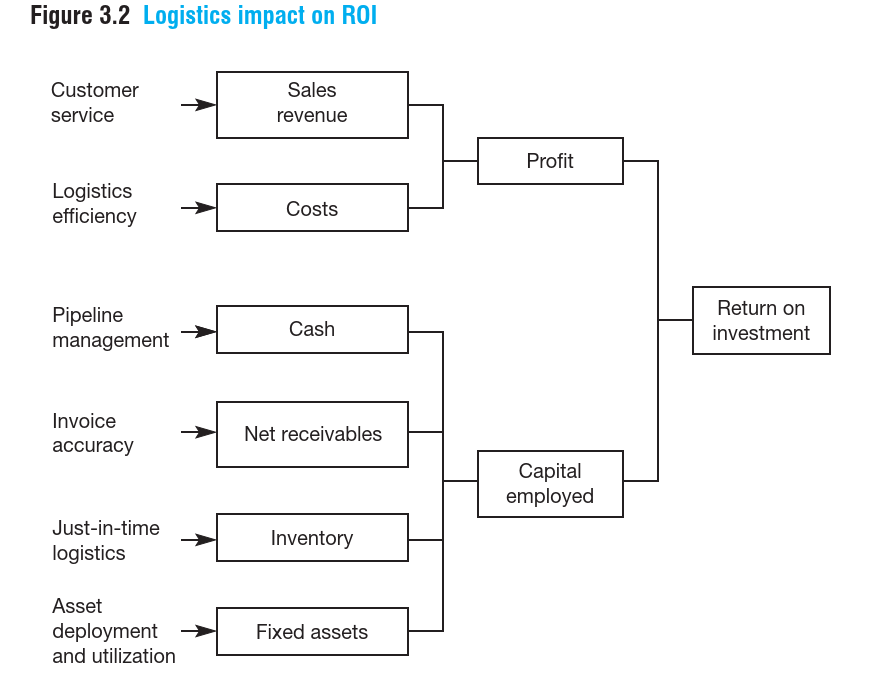 Figure 3.2 Logistics impact on ROI
Customer
service
Sales
revenue
Profit
Logistics
efficiency
Costs
Return on
investment
Pipeline
management
Cash
Invoice
accuracy
Net receivables
Capital
employed
Just-in-time
logistics
Inventory
Asset
deployment
and utilization
Fixed assets